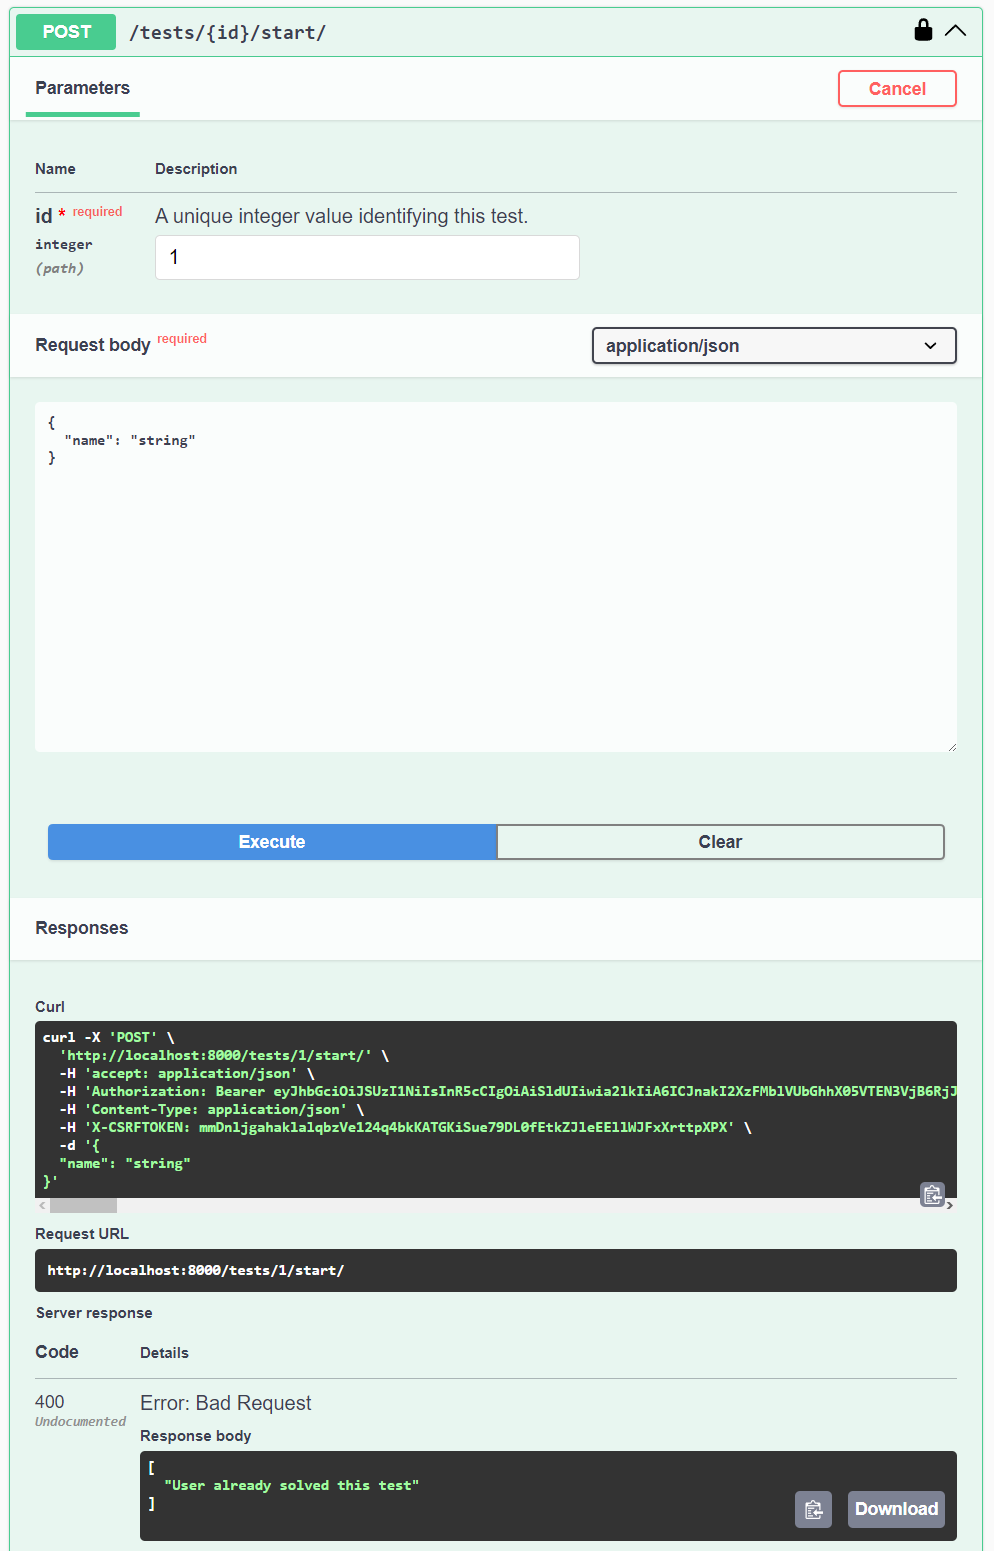 POST /tests/{id}/start/
Parameters
Cancel
Name Description
id * required
A unique integer value identifying this test.
integer
(path)
1
Request body required
application/json
{
  "name": "string"
}
Execute
Clear
Responses
Curl
curl -X 'POST' \
  'http://localhost:8000/tests/1/start/' \
  -H 'accept: application/json' \
  -H 'Authorization: Bearer
  -H 'Content-Type: application/json' \
  -H 'X-CSRFTOKEN:
  -d '{
  "name": "string"
}'
Request URL
http://localhost:8000/tests/1/start/
Server response
Code Details
400
Undocumented
Error: Bad Request
Response body
[
  "User already solved this test"
]
Download